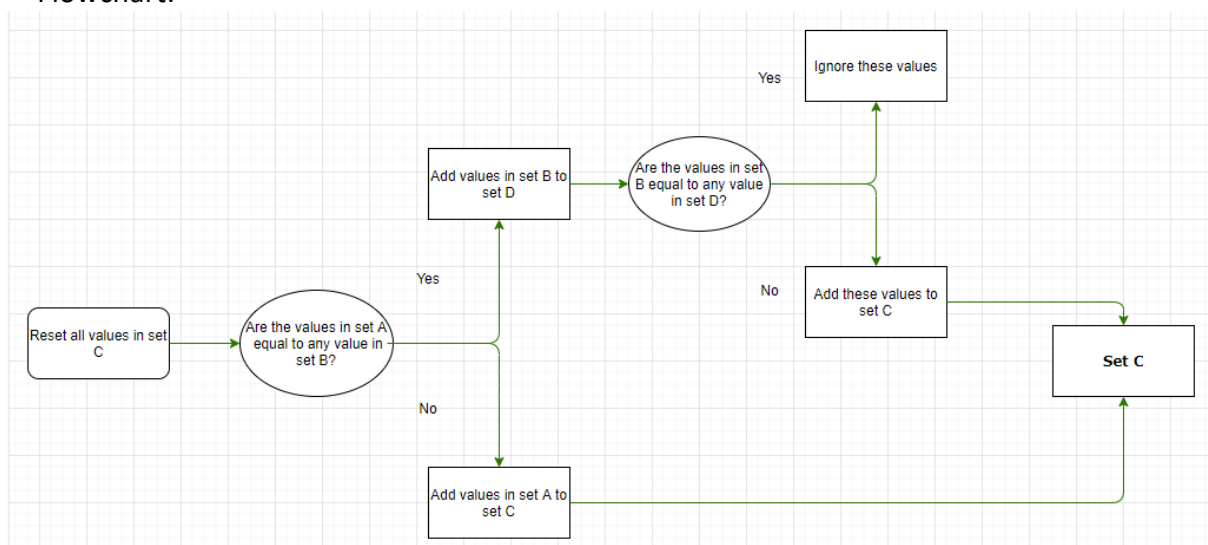 Flowchart:
Ignore these values
Yes
Add values in set B to
set D
Are the values in set
B equal to any value
in set D?
Yes
No
Add these values to
set C
Reset all values in set
C
Are the values in set A
equal to any value in
set B?
Set C
No
Add values in set A to
set C